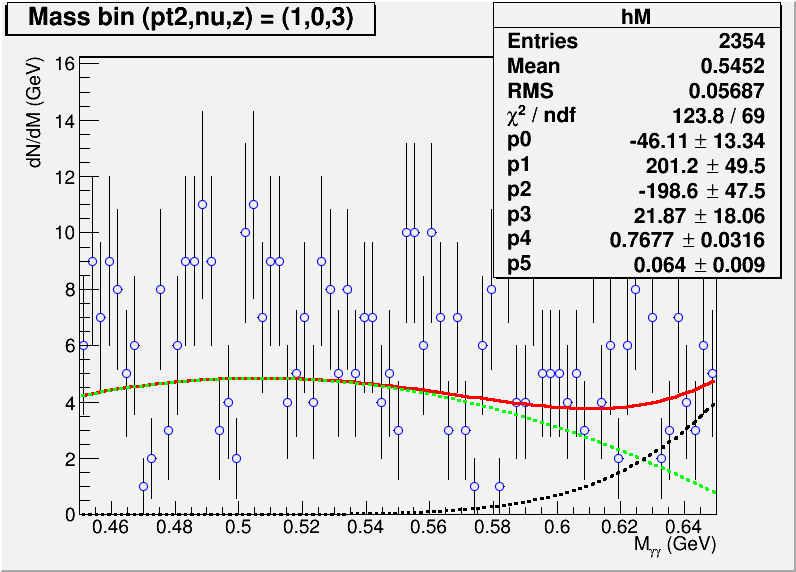 Mass bin (pt2,nu,z) = (1,0,3)
hM
Entries 2354
Mean 0.5452
RMS 0.05687
χ² / ndf 123.8 / 69
p0 -46.11 ± 13.34
p1 201.2 ± 49.5
p2 -198.6 ± 47.5
p3 21.87 ± 18.06
p4 0.7677 ± 0.0316
p5 0.064 ± 0.009
dN/dM (GeV)
16
14
12
10
8
6
4
2
0
0.46 0.48 0.5 0.52 0.54 0.56 0.58 0.6 0.62 0.64
Mγγ (GeV)